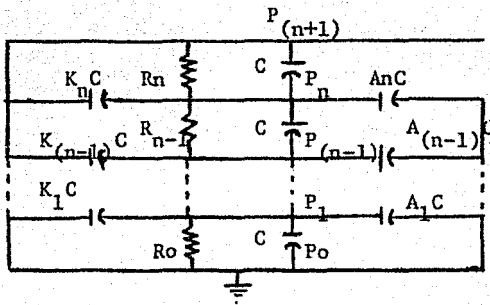 P(n+1)
KnC Rn C Pn AnC
K(n-1)C Rn-1 C P(n-1) A(n-1)C
K1C P1 A1C
Ro C Po